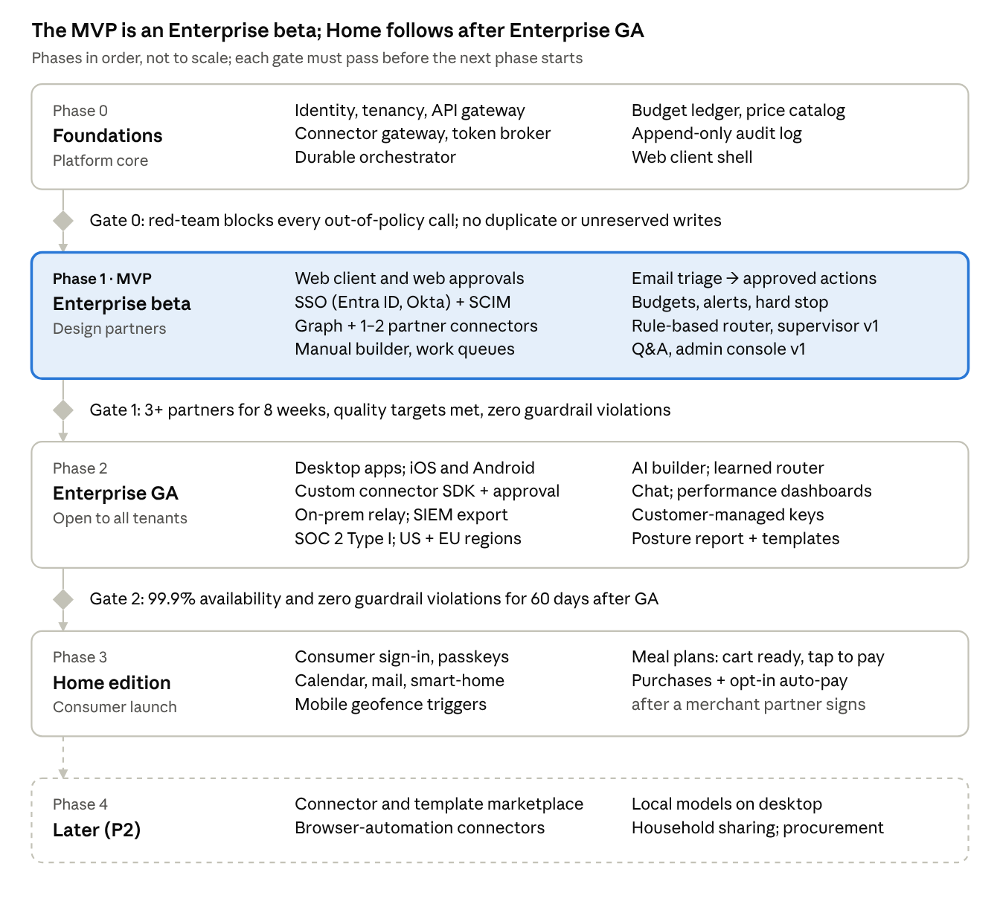 The MVP is an Enterprise beta; Home follows after Enterprise GA
Phases in order, not to scale; each gate must pass before the next phase starts
Phase 0
Foundations
Platform core
Identity, tenancy, API gateway
Connector gateway, token broker
Durable orchestrator
Budget ledger, price catalog
Append-only audit log
Web client shell
Gate 0: red-team blocks every out-of-policy call; no duplicate or unreserved writes
Phase 1 · MVP
Enterprise beta
Design partners
Web client and web approvals
SSO (Entra ID, Okta) + SCIM
Graph + 1–2 partner connectors
Manual builder, work queues
Email triage → approved actions
Budgets, alerts, hard stop
Rule-based router, supervisor v1
Q&A, admin console v1
Gate 1: 3+ partners for 8 weeks, quality targets met, zero guardrail violations
Phase 2
Enterprise GA
Open to all tenants
Desktop apps; iOS and Android
Custom connector SDK + approval
On-prem relay; SIEM export
SOC 2 Type I; US + EU regions
AI builder; learned router
Chat; performance dashboards
Customer-managed keys
Posture report + templates
Gate 2: 99.9% availability and zero guardrail violations for 60 days after GA
Phase 3
Home edition
Consumer launch
Consumer sign-in, passkeys
Calendar, mail, smart-home
Mobile geofence triggers
Meal plans: cart ready, tap to pay
Purchases + opt-in auto-pay
after a merchant partner signs
Phase 4
Later (P2)
Connector and template marketplace
Browser-automation connectors
Local models on desktop
Household sharing; procurement